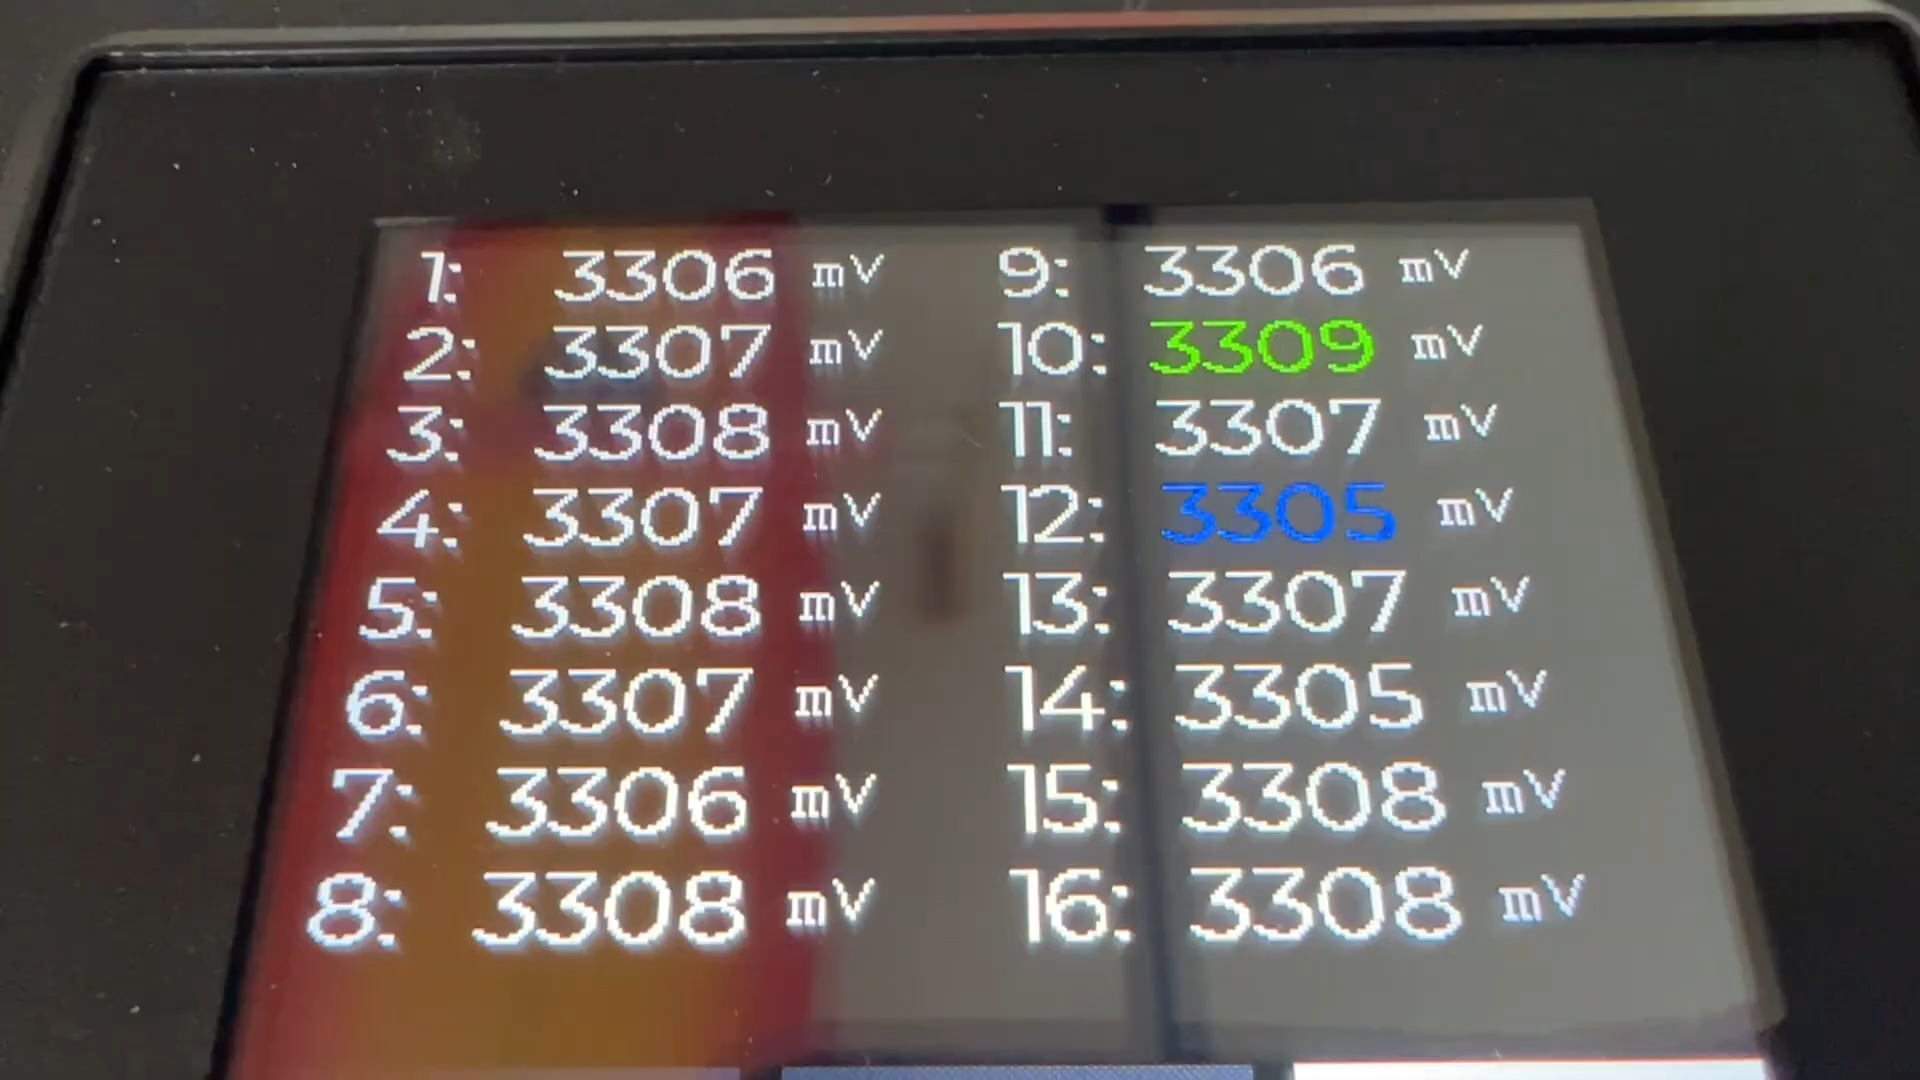 1: 3306 mV 9: 3306 mV
2: 3307 mV 10: 3309 mV
3: 3308 mV 11: 3307 mV
4: 3307 mV 12: 3305 mV
5: 3308 mV 13: 3307 mV
6: 3307 mV 14: 3305 mV
7: 3306 mV 15: 3308 mV
8: 3308 mV 16: 3308 mV